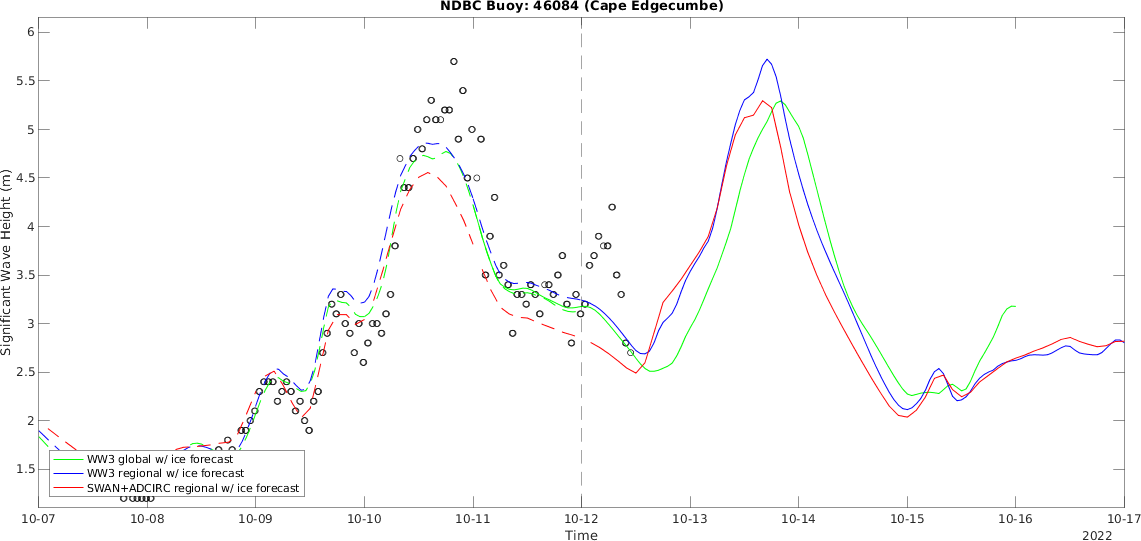 NDBC Buoy: 46084 (Cape Edgecumbe)
6
5.5
5
4.5
4
3.5
3
2.5
2
1.5
Significant Wave Height (m)
WW3 global w/ ice forecast
WW3 regional w/ ice forecast
SWAN+ADCIRC regional w/ ice forecast
10-07 10-08 10-09 10-10 10-11 10-12 10-13 10-14 10-15 10-16 10-17
Time
2022